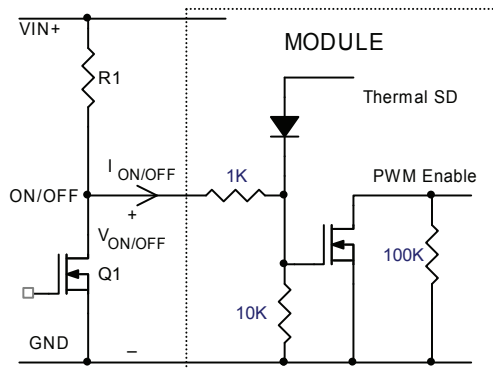 VIN+
MODULE
R1
Thermal SD
I ON/OFF
1K
PWM Enable
ON/OFF
+
V ON/OFF
Q1
100K
10K
GND
_